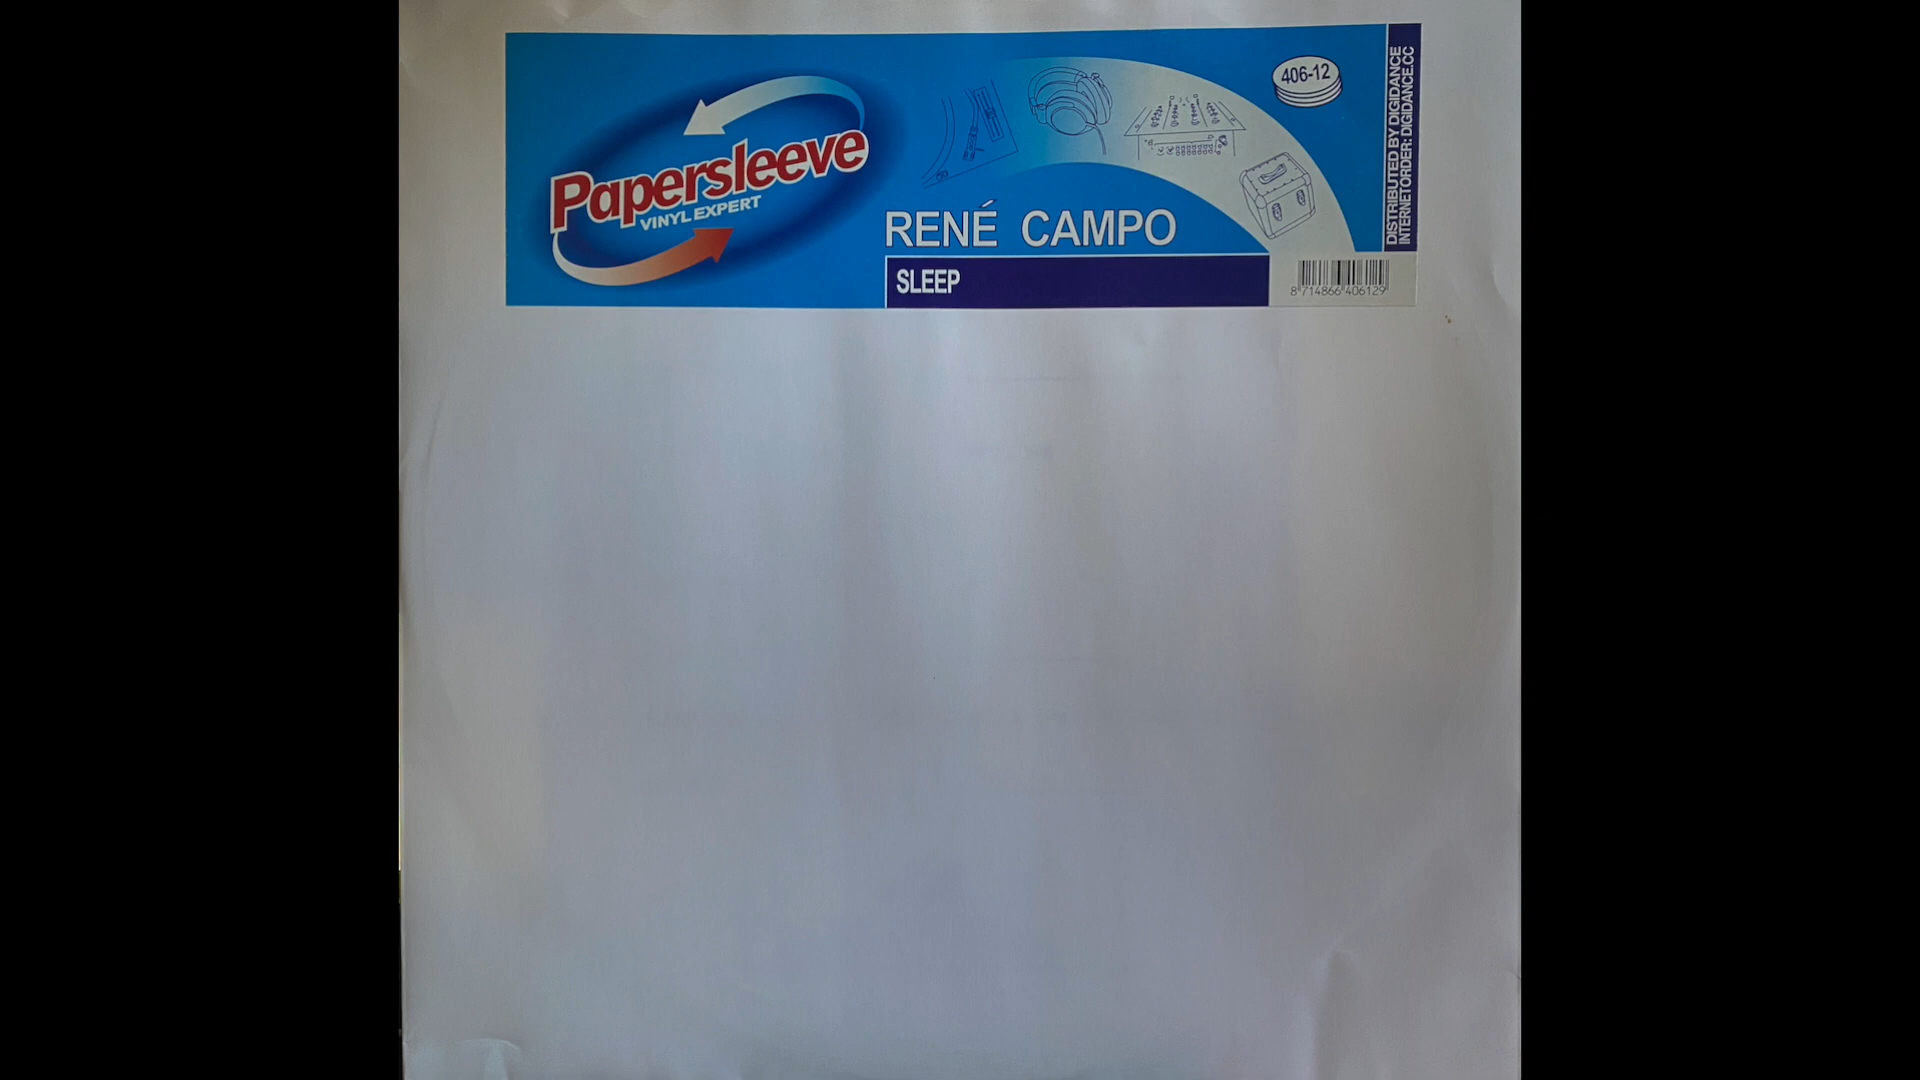 Papersleeve
VINYL EXPERT
406-12
RENÉ CAMPO
SLEEP
DISTRIBUTED BY DIGIDANCE
INTERNETORDER: DIGIDANCE.CC
8 714866 406129